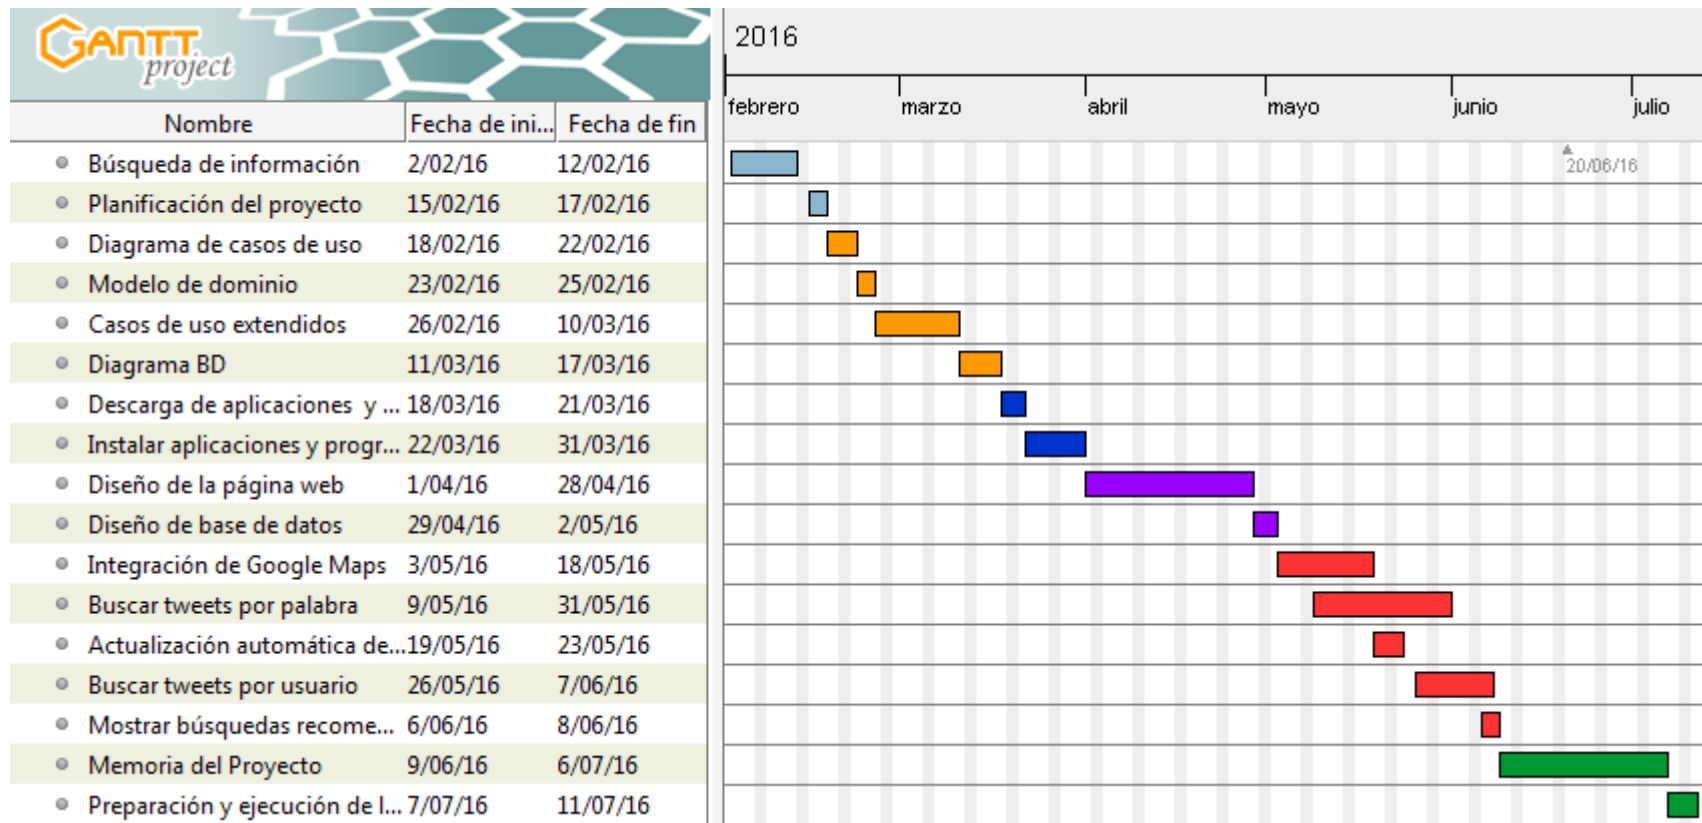 GANTT
project
2016
febrero marzo abril mayo junio julio
Nombre Fecha de ini... Fecha de fin
20/06/16
Búsqueda de información 2/02/16 12/02/16
Planificación del proyecto 15/02/16 17/02/16
Diagrama de casos de uso 18/02/16 22/02/16
Modelo de dominio 23/02/16 25/02/16
Casos de uso extendidos 26/02/16 10/03/16
Diagrama BD 11/03/16 17/03/16
Descarga de aplicaciones y ... 18/03/16 21/03/16
Instalar aplicaciones y progr... 22/03/16 31/03/16
Diseño de la página web 1/04/16 28/04/16
Diseño de base de datos 29/04/16 2/05/16
Integración de Google Maps 3/05/16 18/05/16
Buscar tweets por palabra 9/05/16 31/05/16
Actualización automática de... 19/05/16 23/05/16
Buscar tweets por usuario 26/05/16 7/06/16
Mostrar búsquedas recome... 6/06/16 8/06/16
Memoria del Proyecto 9/06/16 6/07/16
Preparación y ejecución de l... 7/07/16 11/07/16